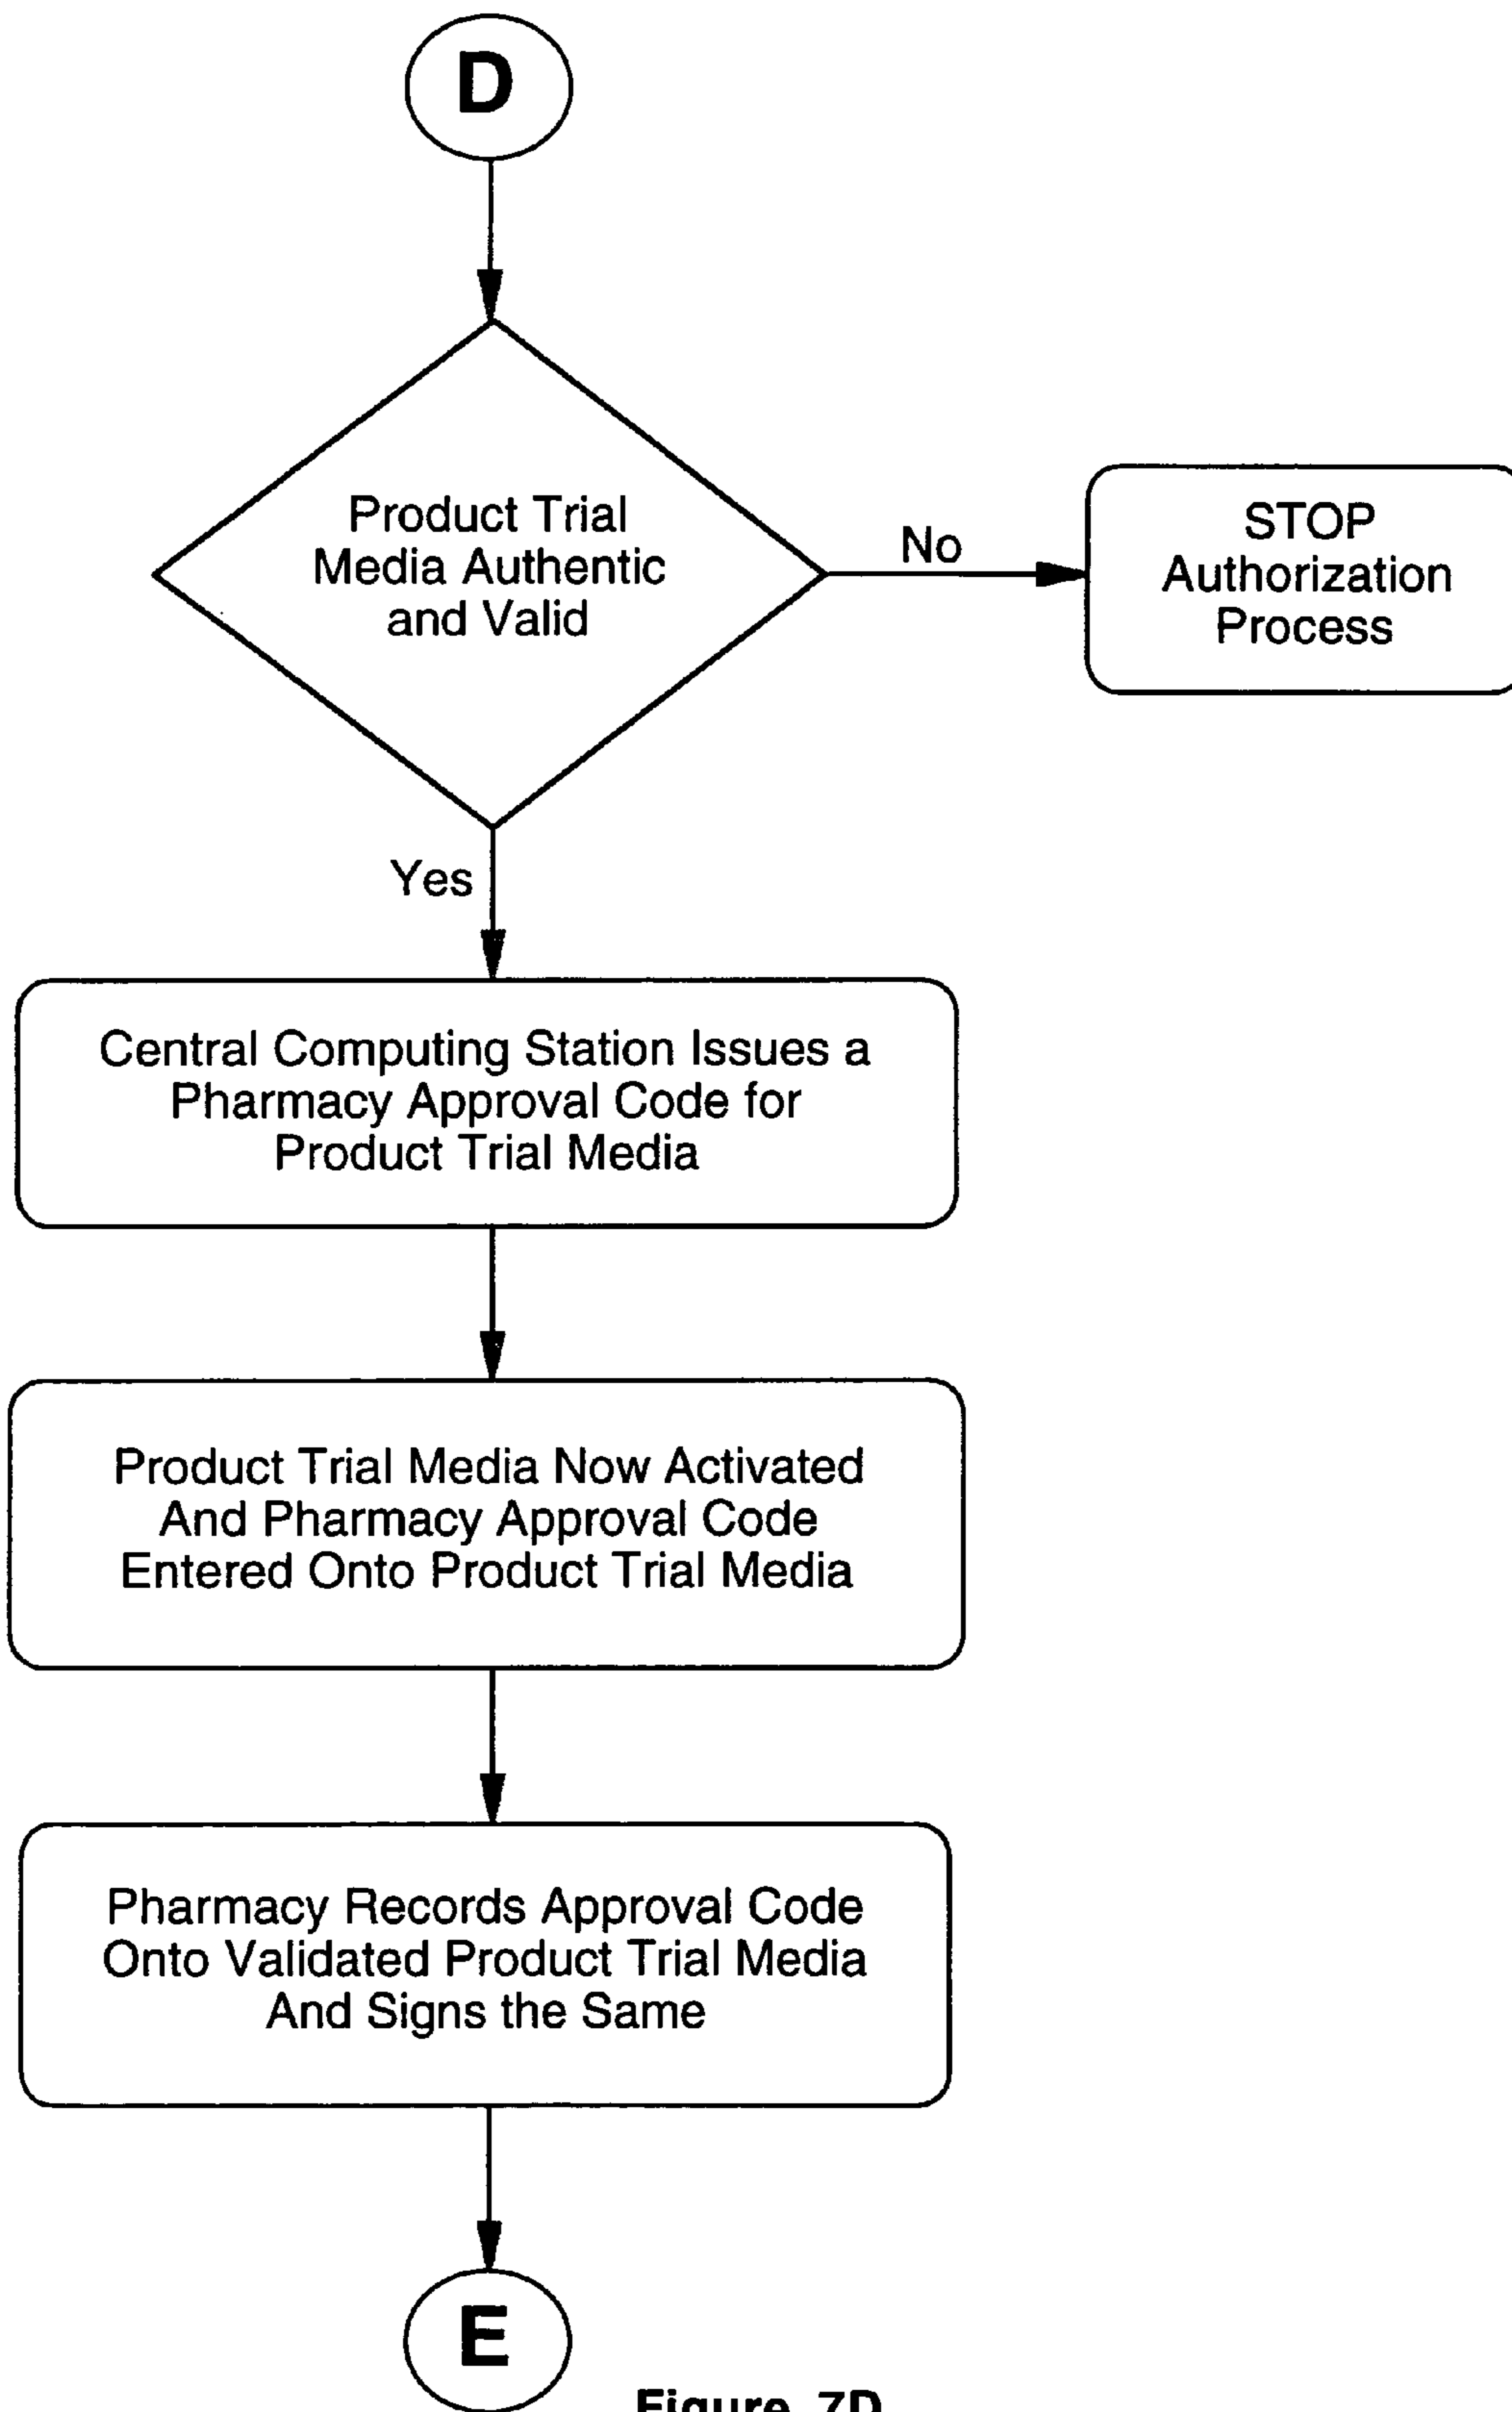 D
Product Trial
Media Authentic
and Valid
No
STOP
Authorization
Process
Yes
Central Computing Station Issues a
Pharmacy Approval Code for
Product Trial Media
Product Trial Media Now Activated
And Pharmacy Approval Code
Entered Onto Product Trial Media
Pharmacy Records Approval Code
Onto Validated Product Trial Media
And Signs the Same
E
Figure 7D